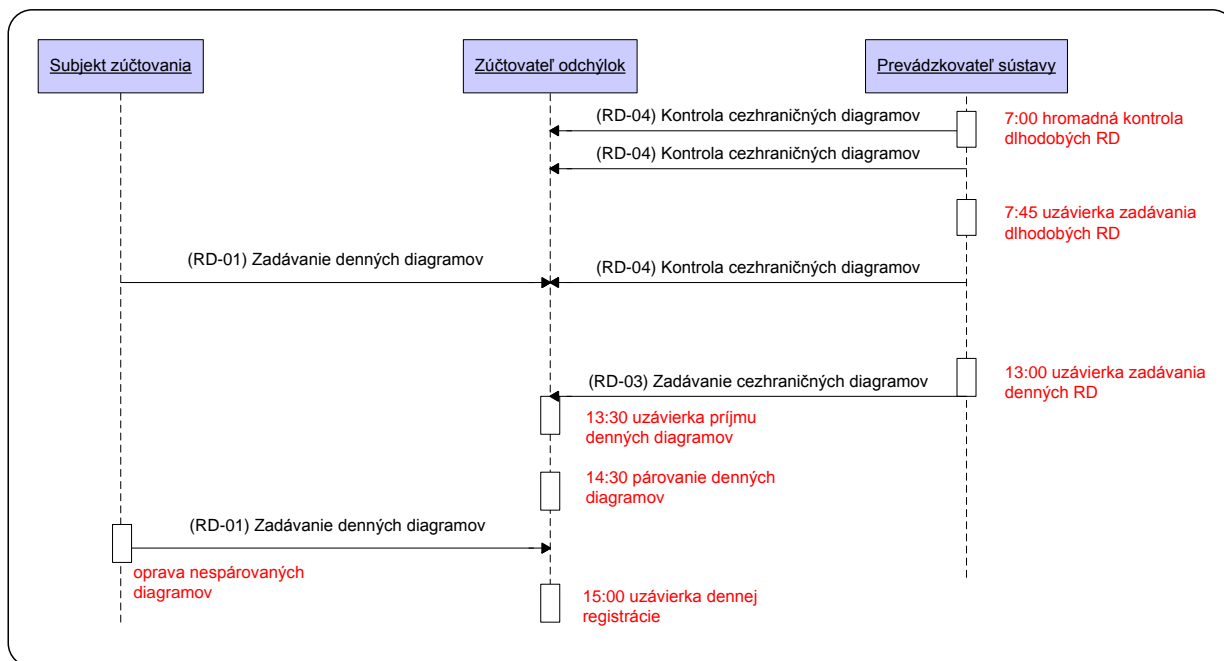 Subjekt zúčtovania
Zúčtovateľ odchýlok
Prevádzkovateľ sústavy
(RD-04) Kontrola cezhraničných diagramov
7:00 hromadná kontrola
dlhodobých RD
(RD-04) Kontrola cezhraničných diagramov
7:45 uzávierka zadávania
dlhodobých RD
(RD-01) Zadávanie denných diagramov
(RD-04) Kontrola cezhraničných diagramov
13:00 uzávierka zadávania
denných RD
(RD-03) Zadávanie cezhraničných diagramov
13:30 uzávierka príjmu
denných diagramov
14:30 párovanie denných
diagramov
(RD-01) Zadávanie denných diagramov
oprava nespárovaných
diagramov
15:00 uzávierka dennej
registrácie